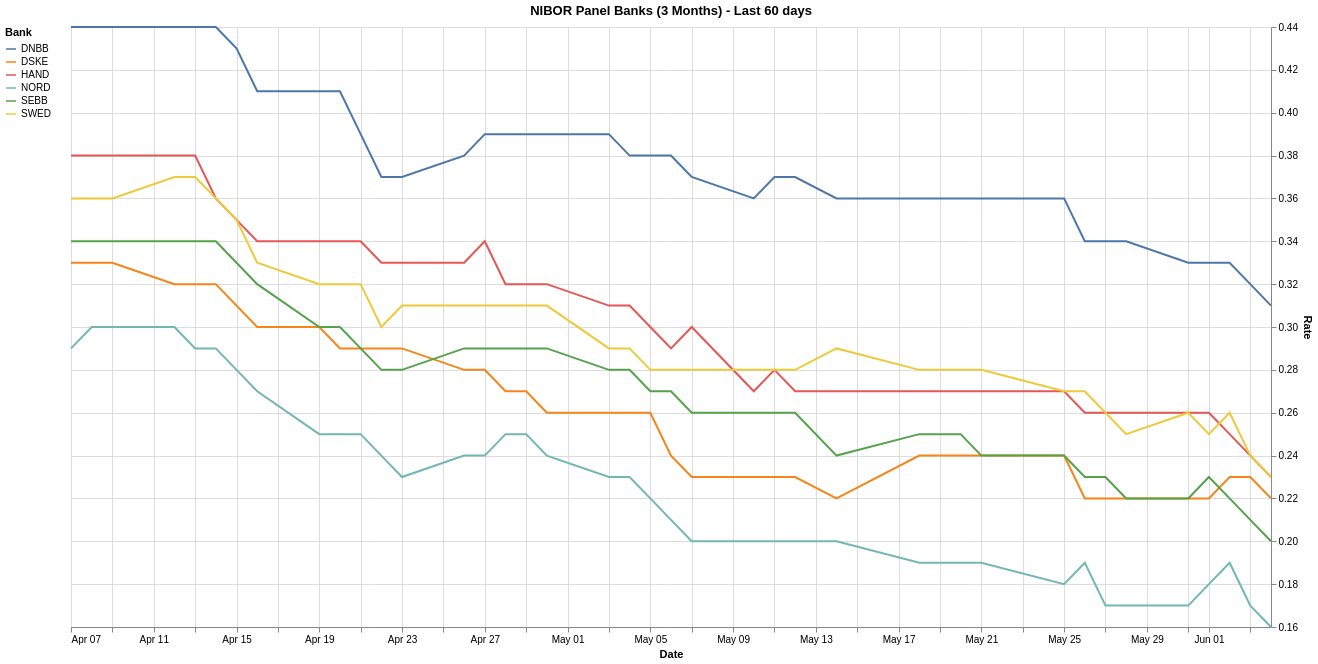 NIBOR Panel Banks (3 Months) - Last 60 days
Bank
DNBB
DSKE
HAND
NORD
SEBB
SWED
0.44
0.42
0.40
0.38
0.36
0.34
0.32
0.30
0.28
0.26
0.24
0.22
0.20
0.18
0.16
Rate
Apr 07 Apr 11 Apr 15 Apr 19 Apr 23 Apr 27 May 01 May 05 May 09 May 13 May 17 May 21 May 25 May 29 Jun 01
Date